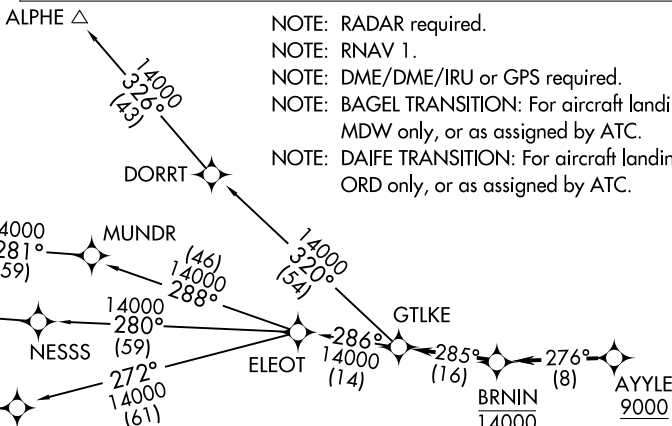 ALPHE
NOTE: RADAR required.
NOTE: RNAV 1.
NOTE: DME/DME/IRU or GPS required.
NOTE: BAGEL TRANSITION: For aircraft landi
MDW only, or as assigned by ATC.
NOTE: DAIFE TRANSITION: For aircraft landin
ORD only, or as assigned by ATC.
14000
326°
(43)
DORRT
MUNDR
4000
281°
59)
(46)
14000
288°
14000
320°
(54)
14000
280°
(59)
NESSS
ELEOT
GTLKE
286°
14000
(14)
285°
(16)
276°
(8)
272°
14000
(61)
BRNIN
14000
AYYLE
9000